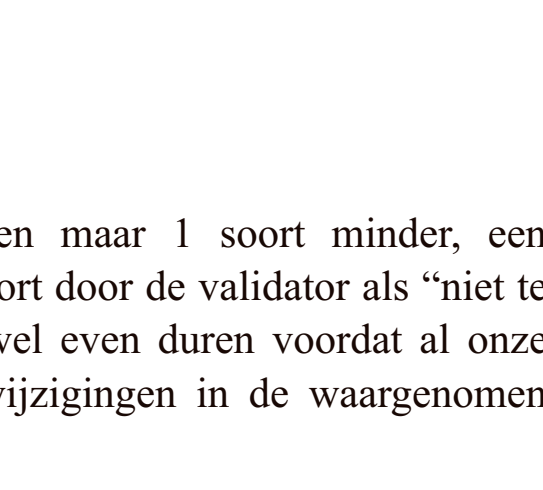 en maar 1 soort minder, een
ort door de validator als “niet te
vel even duren voordat al onze
vijzigingen in de waargenomen